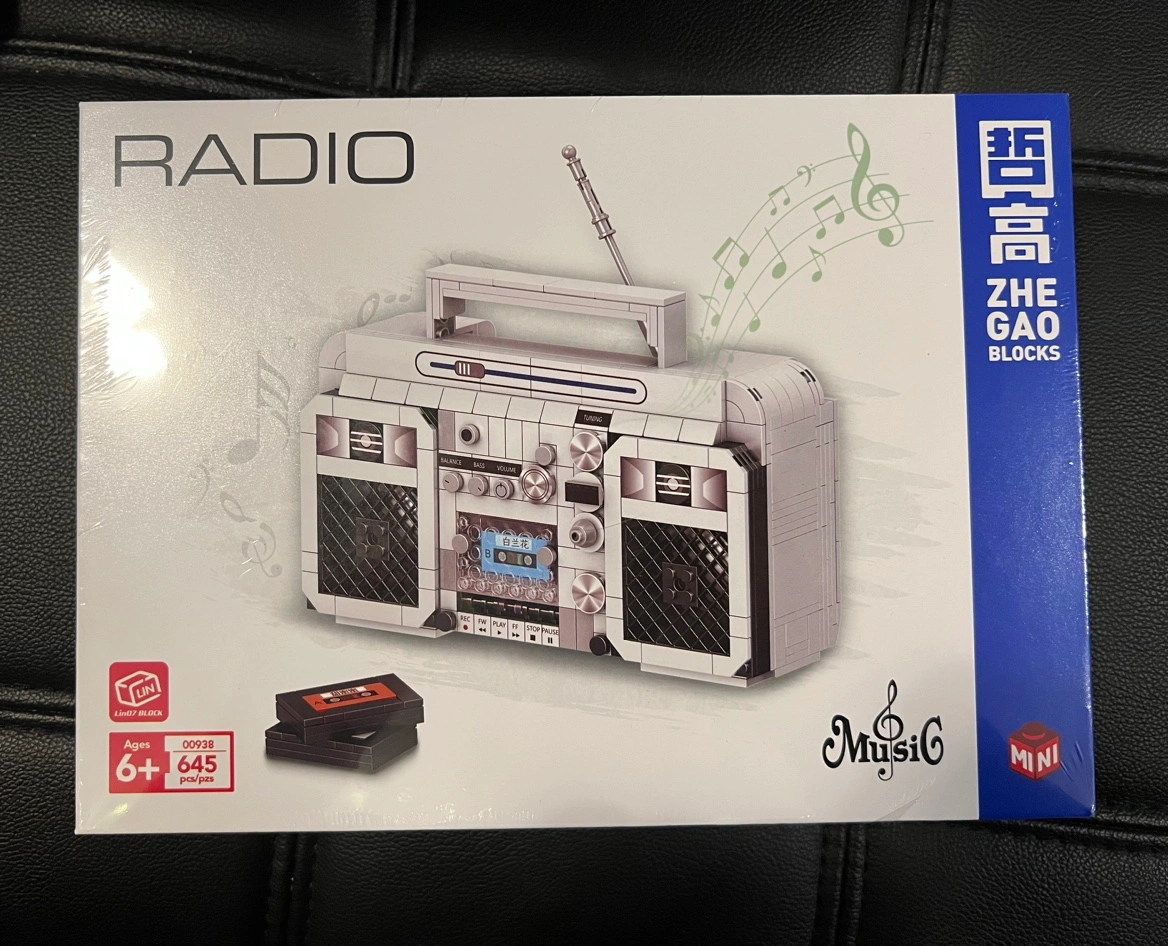 RADIO
哲高
ZHE
GAO
BLOCKS
TUNING
BALANCE BASS VOLUME
白兰花
B
REC FW PLAY FF STOP PAUSE
A
LIN
Lin07 BLOCK
Ages
6+
00938
645
pcs/pzs
Music
MINI